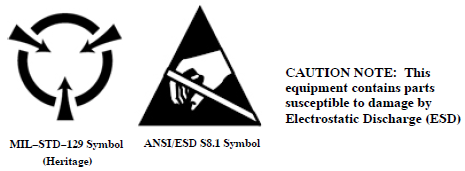 CAUTION NOTE: This
equipment contains parts
susceptible to damage by
Electrostatic Discharge (ESD)
MIL–STD–129 Symbol
(Heritage)
ANSI/ESD S8.1 Symbol